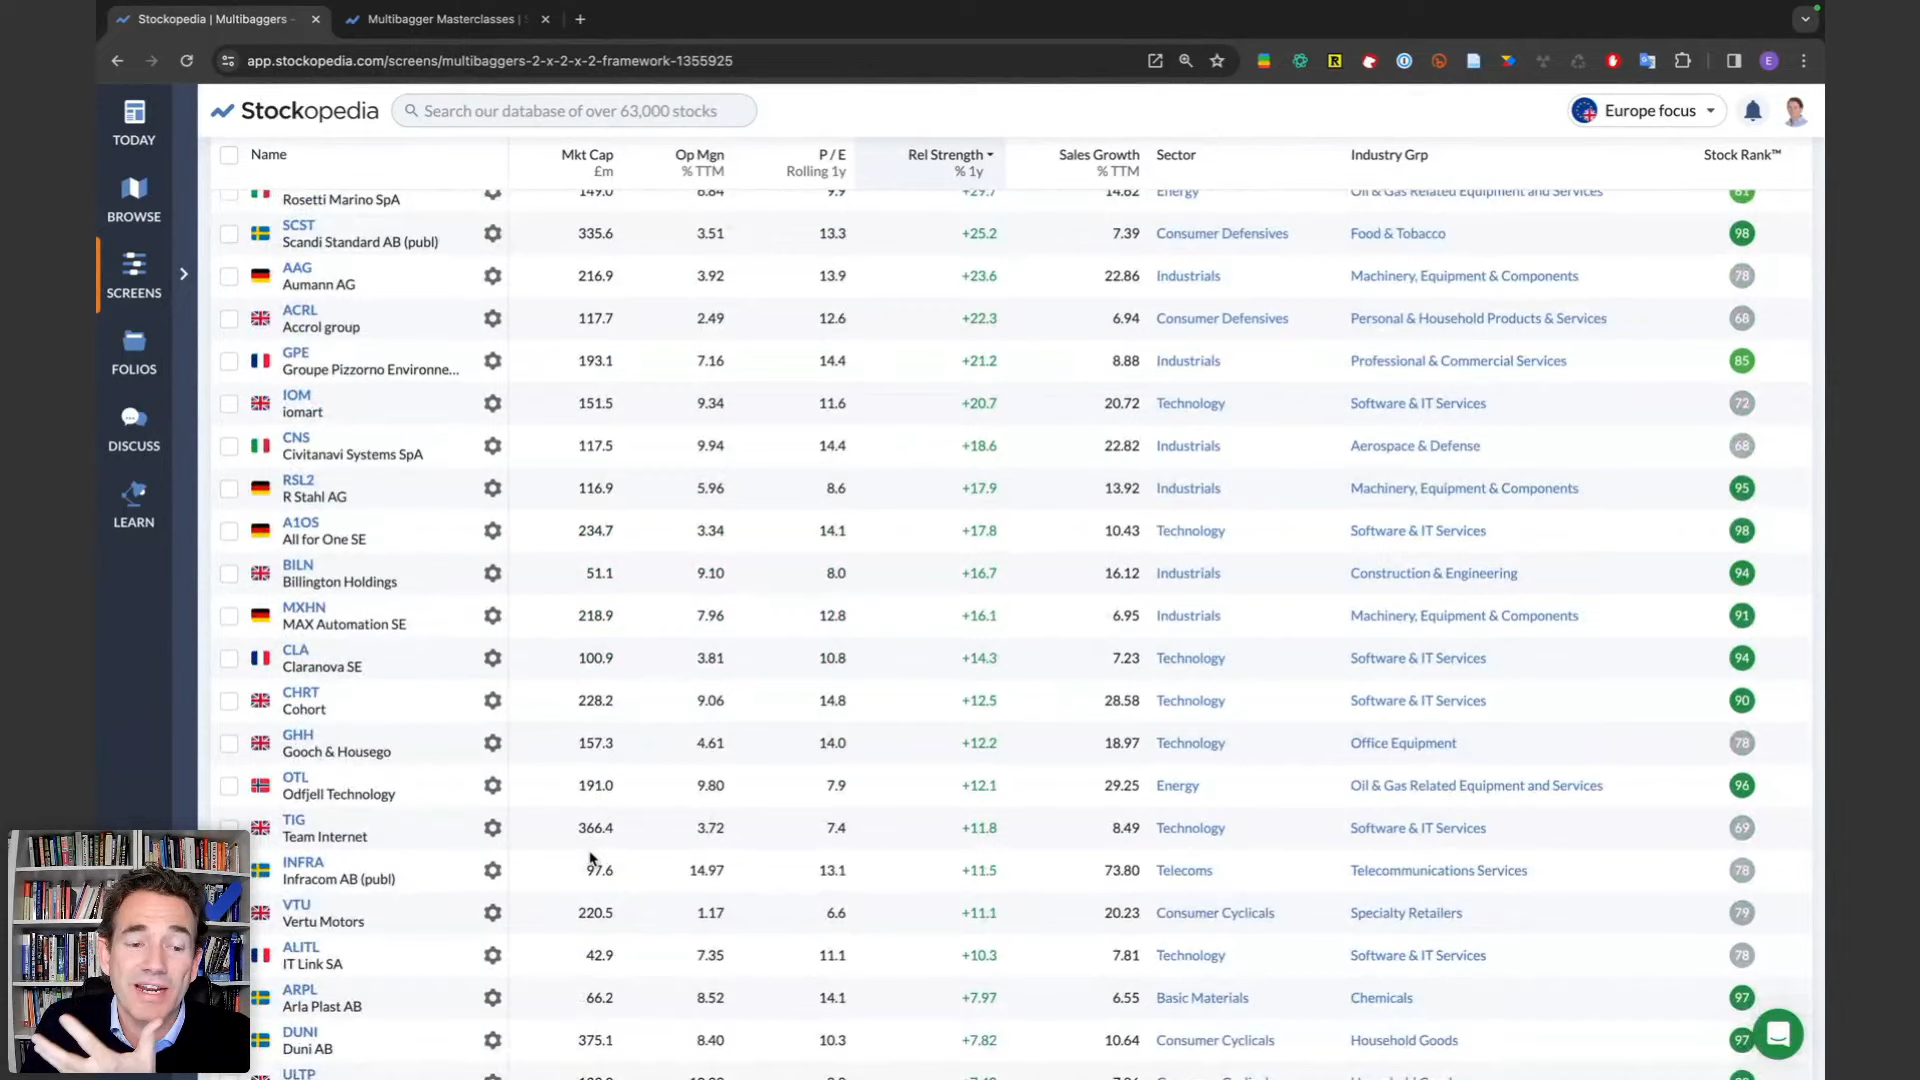 Stockopedia | Multibaggers -
Multibagger Masterclasses |
app.stockopedia.com/screens/multibaggers-2-x-2-x-2-framework-1355925
E
TODAY
BROWSE
SCREENS
FOLIOS
DISCUSS
LEARN
Stockopedia
Search our database of over 63,000 stocks
Europe focus
Name Mkt Cap Op Mgn P / E Rel Strength Sales Growth Sector Industry Grp Stock Rank™
£m % TTM Rolling 1y % 1y % TTM
149.0 6.84 9.9 +29.7 14.62 Energy Oil & Gas Related Equipment and Services 81
Rosetti Marino SpA
SCST
Scandi Standard AB (publ)
335.6 3.51 13.3 +25.2 7.39 Consumer Defensives Food & Tobacco 98
AAG
Aumann AG
216.9 3.92 13.9 +23.6 22.86 Industrials Machinery, Equipment & Components 78
ACRL
Accrol group
117.7 2.49 12.6 +22.3 6.94 Consumer Defensives Personal & Household Products & Services 68
GPE
Groupe Pizzorno Environne...
193.1 7.16 14.4 +21.2 8.88 Industrials Professional & Commercial Services 85
IOM
iomart
151.5 9.34 11.6 +20.7 20.72 Technology Software & IT Services 72
CNS
Civitanavi Systems SpA
117.5 9.94 14.4 +18.6 22.82 Industrials Aerospace & Defense 68
RSL2
R Stahl AG
116.9 5.96 8.6 +17.9 13.92 Industrials Machinery, Equipment & Components 95
A1OS
All for One SE
234.7 3.34 14.1 +17.8 10.43 Technology Software & IT Services 98
BILN
Billington Holdings
51.1 9.10 8.0 +16.7 16.12 Industrials Construction & Engineering 94
MXHN
MAX Automation SE
218.9 7.96 12.8 +16.1 6.95 Industrials Machinery, Equipment & Components 91
CLA
Claranova SE
100.9 3.81 10.8 +14.3 7.23 Technology Software & IT Services 94
CHRT
Cohort
228.2 9.06 14.8 +12.5 28.58 Technology Software & IT Services 90
GHH
Gooch & Housego
157.3 4.61 14.0 +12.2 18.97 Technology Office Equipment 78
OTL
Odfjell Technology
191.0 9.80 7.9 +12.1 29.25 Energy Oil & Gas Related Equipment and Services 96
TIG
Team Internet
366.4 3.72 7.4 +11.8 8.49 Technology Software & IT Services 69
INFRA
Infracom AB (publ)
97.6 14.97 13.1 +11.5 73.80 Telecoms Telecommunications Services 78
VTU
Vertu Motors
220.5 1.17 6.6 +11.1 20.23 Consumer Cyclicals Specialty Retailers 79
ALITL
IT Link SA
42.9 7.35 11.1 +10.3 7.81 Technology Software & IT Services 78
ARPL
Arla Plast AB
66.2 8.52 14.1 +7.97 6.55 Basic Materials Chemicals 97
DUNI
Duni AB
375.1 8.40 10.3 +7.82 10.64 Consumer Cyclicals Household Goods 97
ULTP